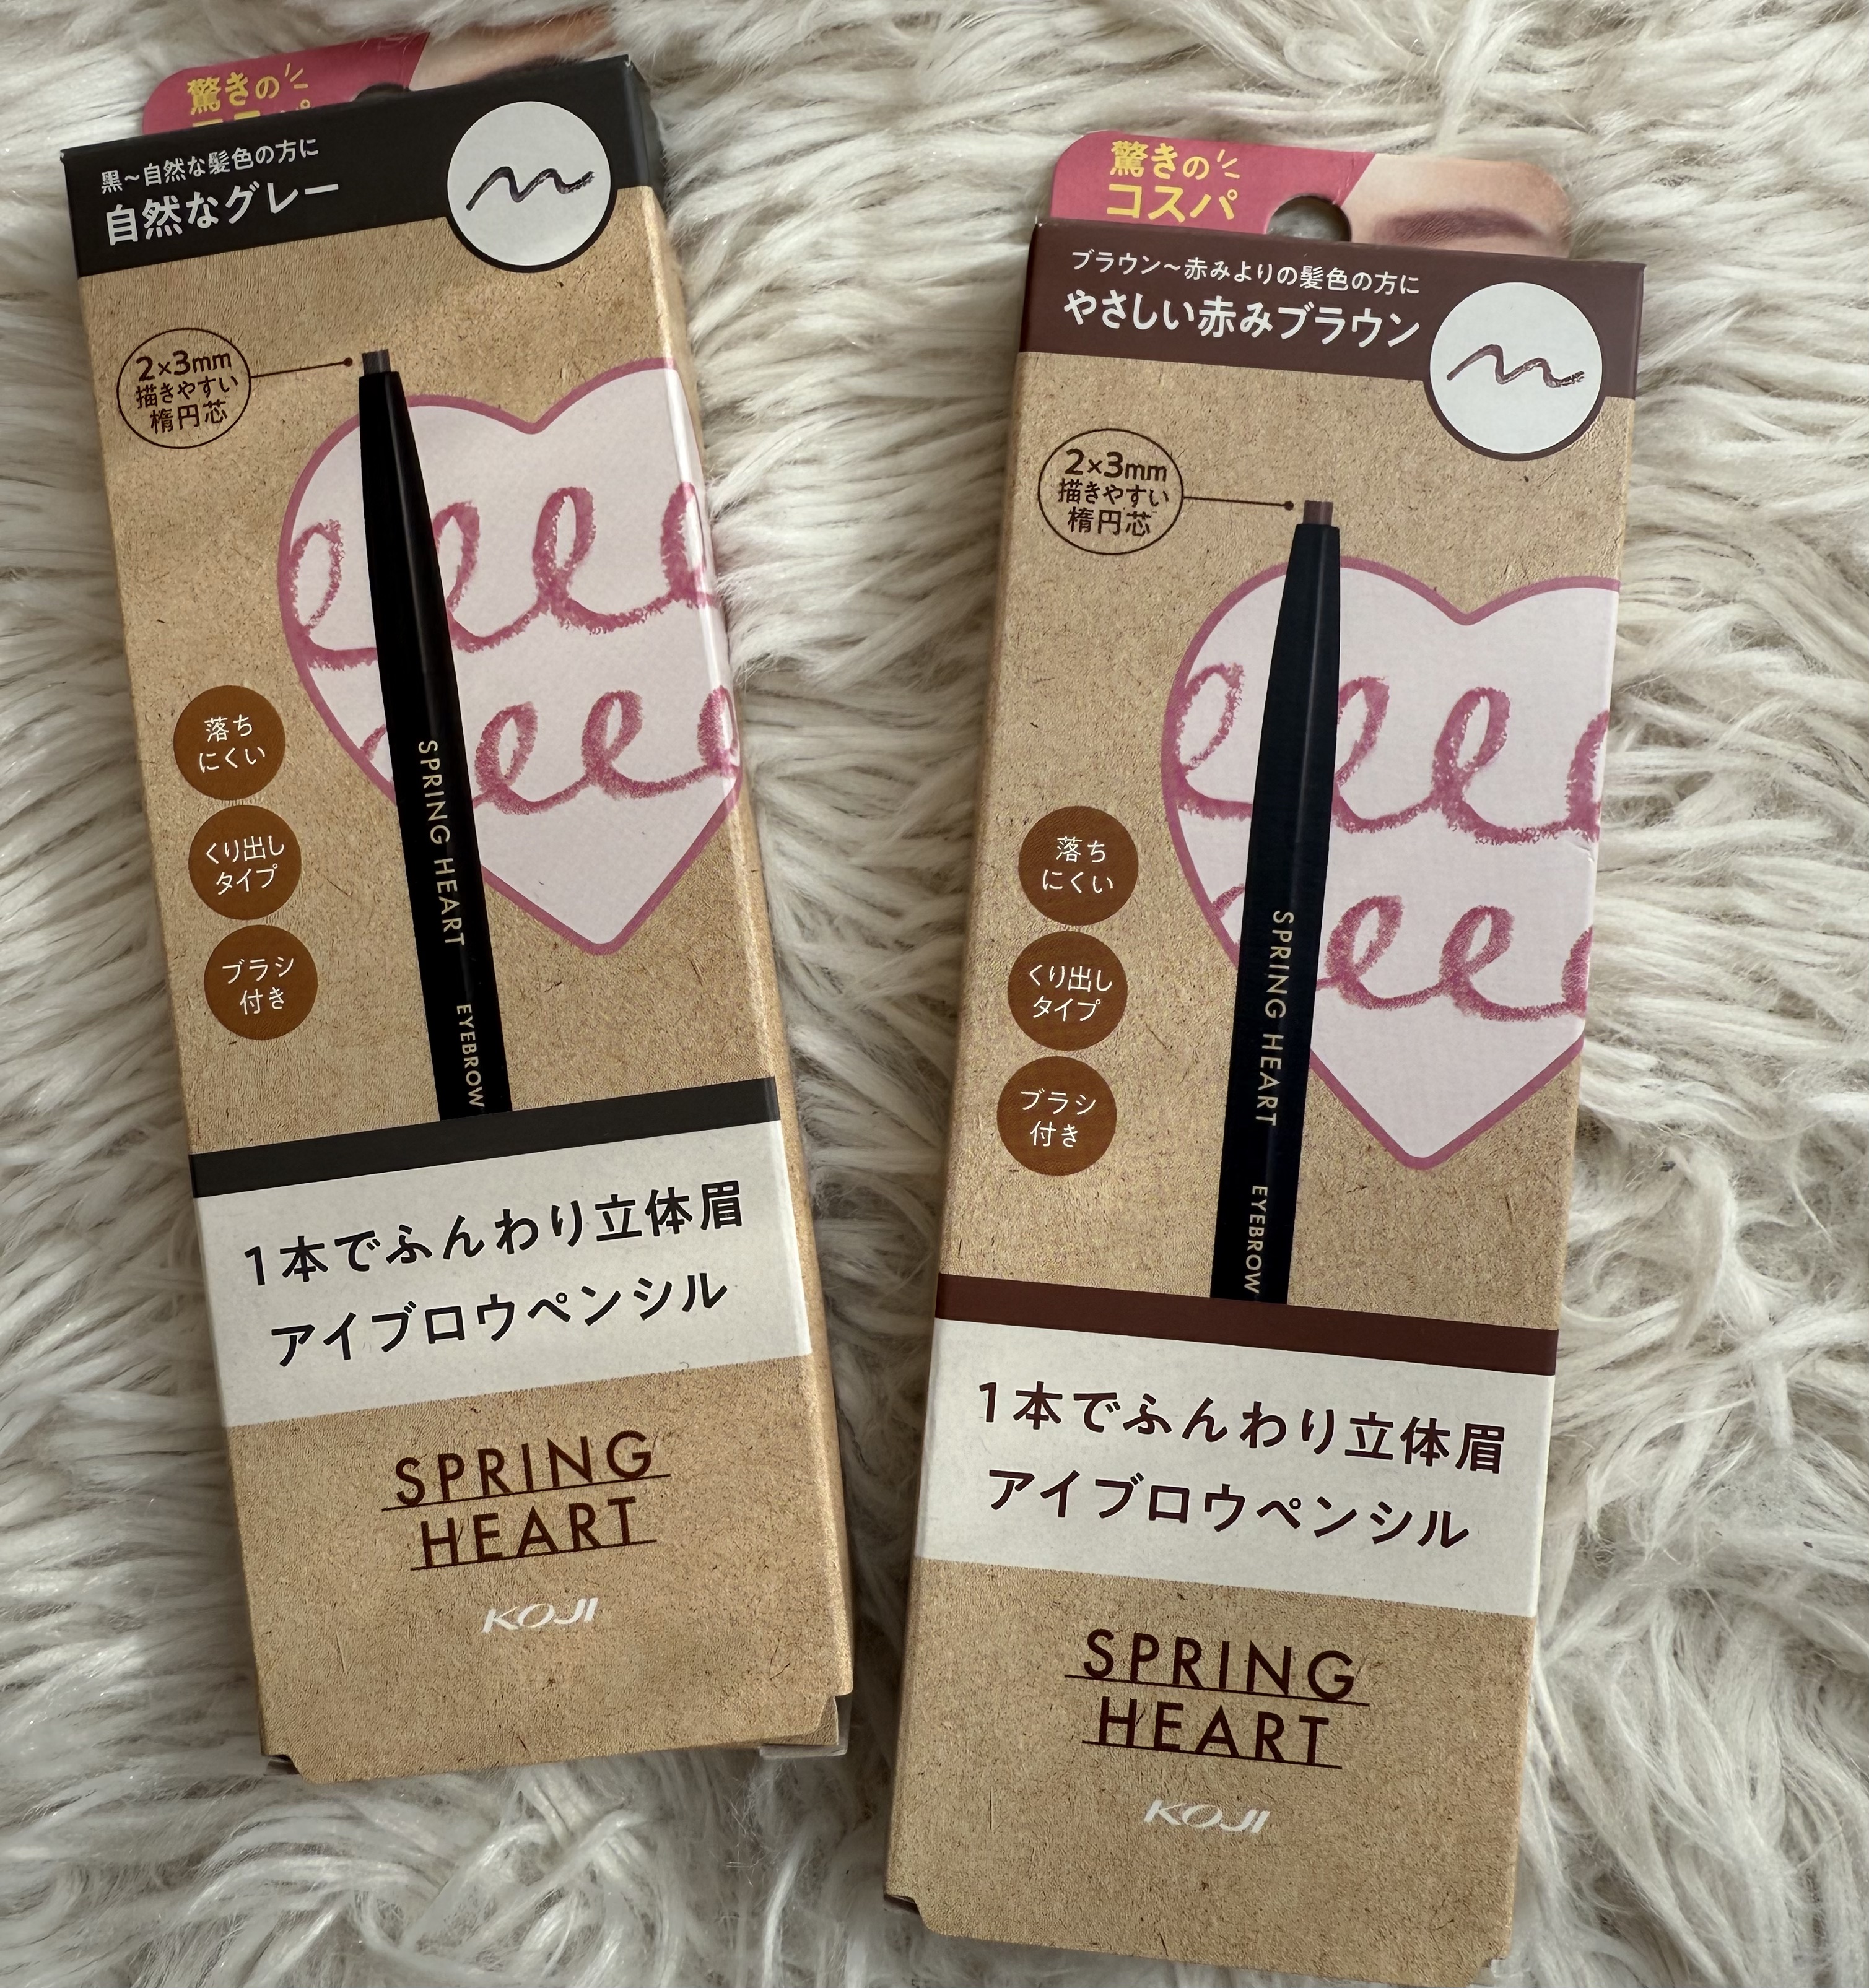 驚きの
黒〜自然な髪色の方に
自然なグレー
2×3mm
描きやすい
楕円芯
落ち
にくい
くり出し
タイプ
ブラシ
付き
SPRING HEART EYEBROW
1本でふんわり立体眉
アイブロウペンシル
SPRING
HEART
KOJI
驚きの
コスパ
ブラウン〜赤みよりの髪色の方に
やさしい赤みブラウン
2×3mm
描きやすい
楕円芯
落ち
にくい
くり出し
タイプ
ブラシ
付き
SPRING HEART EYEBROW
1本でふんわり立体眉
アイブロウペンシル
SPRING
HEART
KOJI